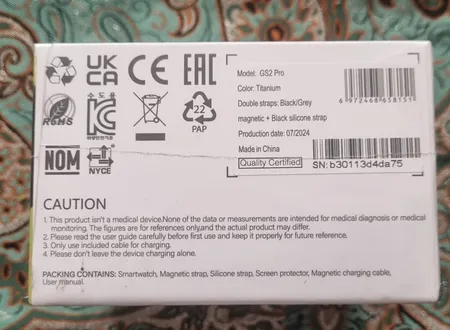 UK
CA
CE
EAC
RoHS
22
PAP
NOM
NYCE
Model: GS2 Pro
Color: Titanium
Double straps: Black/Grey
magnetic + Black silicone strap
Production date: 07/2024
Made in China
Quality Certified
6 972468 658151
SN:b30113d4da75
CAUTION
1. This product isn't a medical device.None of the data or measurements are intended for medical diagnosis or medical
monitoring. The figures are for references only,and the actual product may differ.
2. Please read the user guide carefully before first use and keep it properly for future reference.
3. Only use included cable for charging.
4. Please don't leave the device charging alone.
PACKING CONTAINS: Smartwatch, Magnetic strap, Silicone strap, Screen protector, Magnetic charging cable,
User manual.